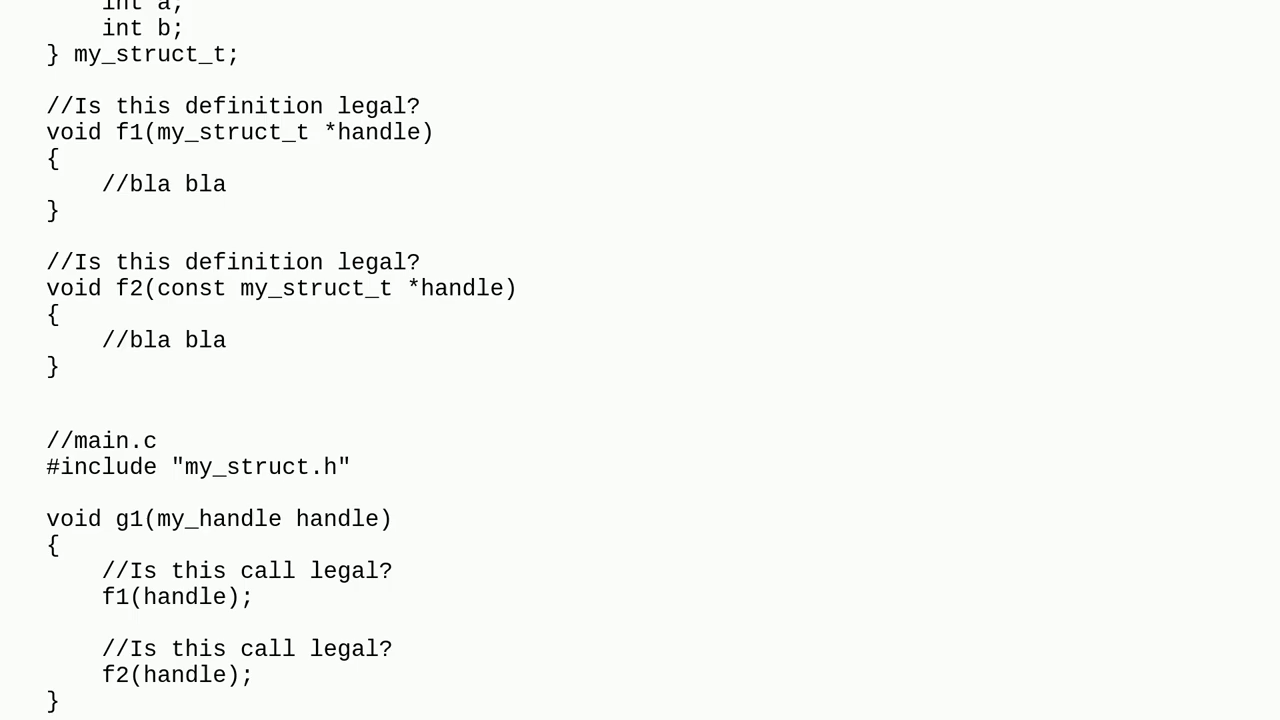 int a;
    int b;
} my_struct_t;

//Is this definition legal?
void f1(my_struct_t *handle)
{
    //bla bla
}

//Is this definition legal?
void f2(const my_struct_t *handle)
{
    //bla bla
}

//main.c
#include "my_struct.h"

void g1(my_handle handle)
{
    //Is this call legal?
    f1(handle);

    //Is this call legal?
    f2(handle);
}